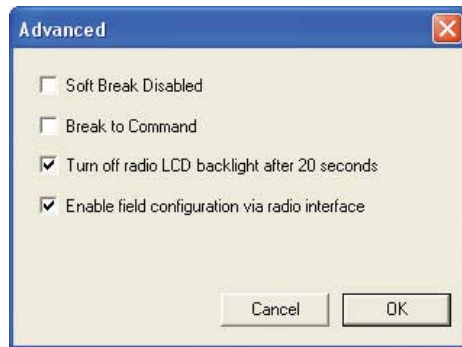 Advanced
Soft Break Disabled
Break to Command
Turn off radio LCD backlight after 20 seconds
Enable field configuration via radio interface
Cancel
OK